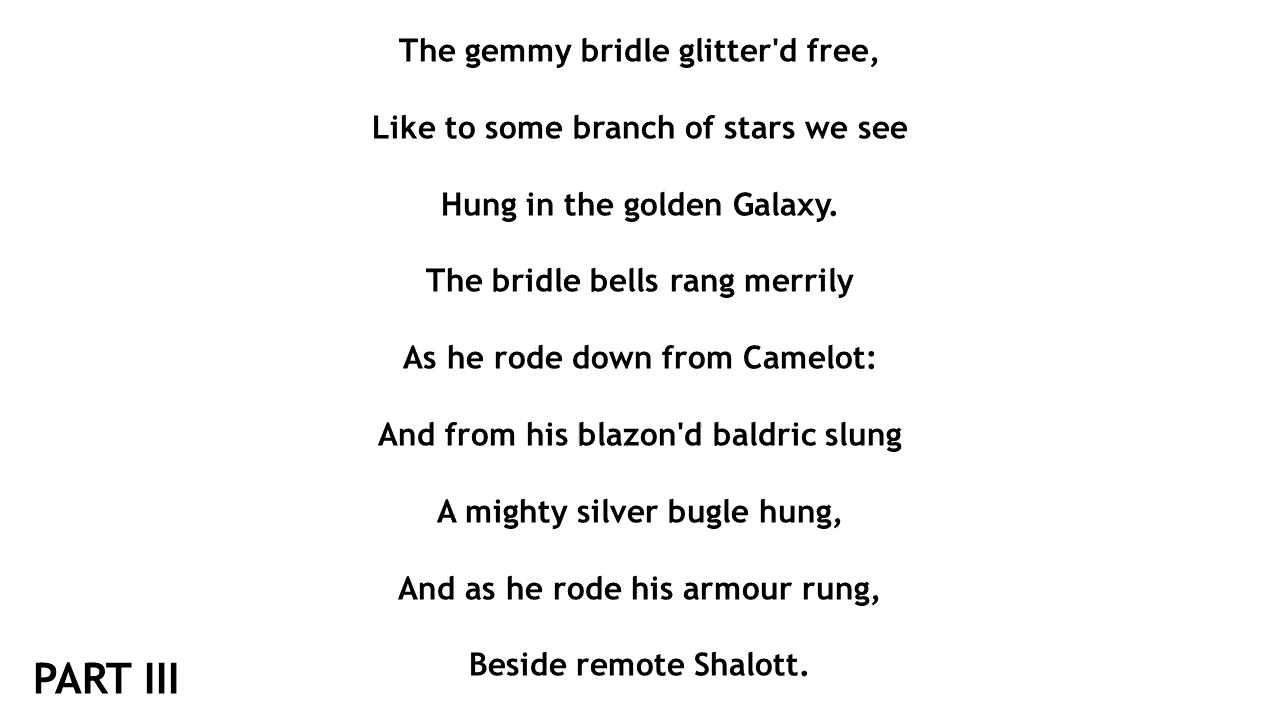 The gemmy bridle glitter'd free,
Like to some branch of stars we see
Hung in the golden Galaxy.
The bridle bells rang merrily
As he rode down from Camelot:
And from his blazon'd baldric slung
A mighty silver bugle hung,
And as he rode his armour rung,
Beside remote Shalott.
PART III